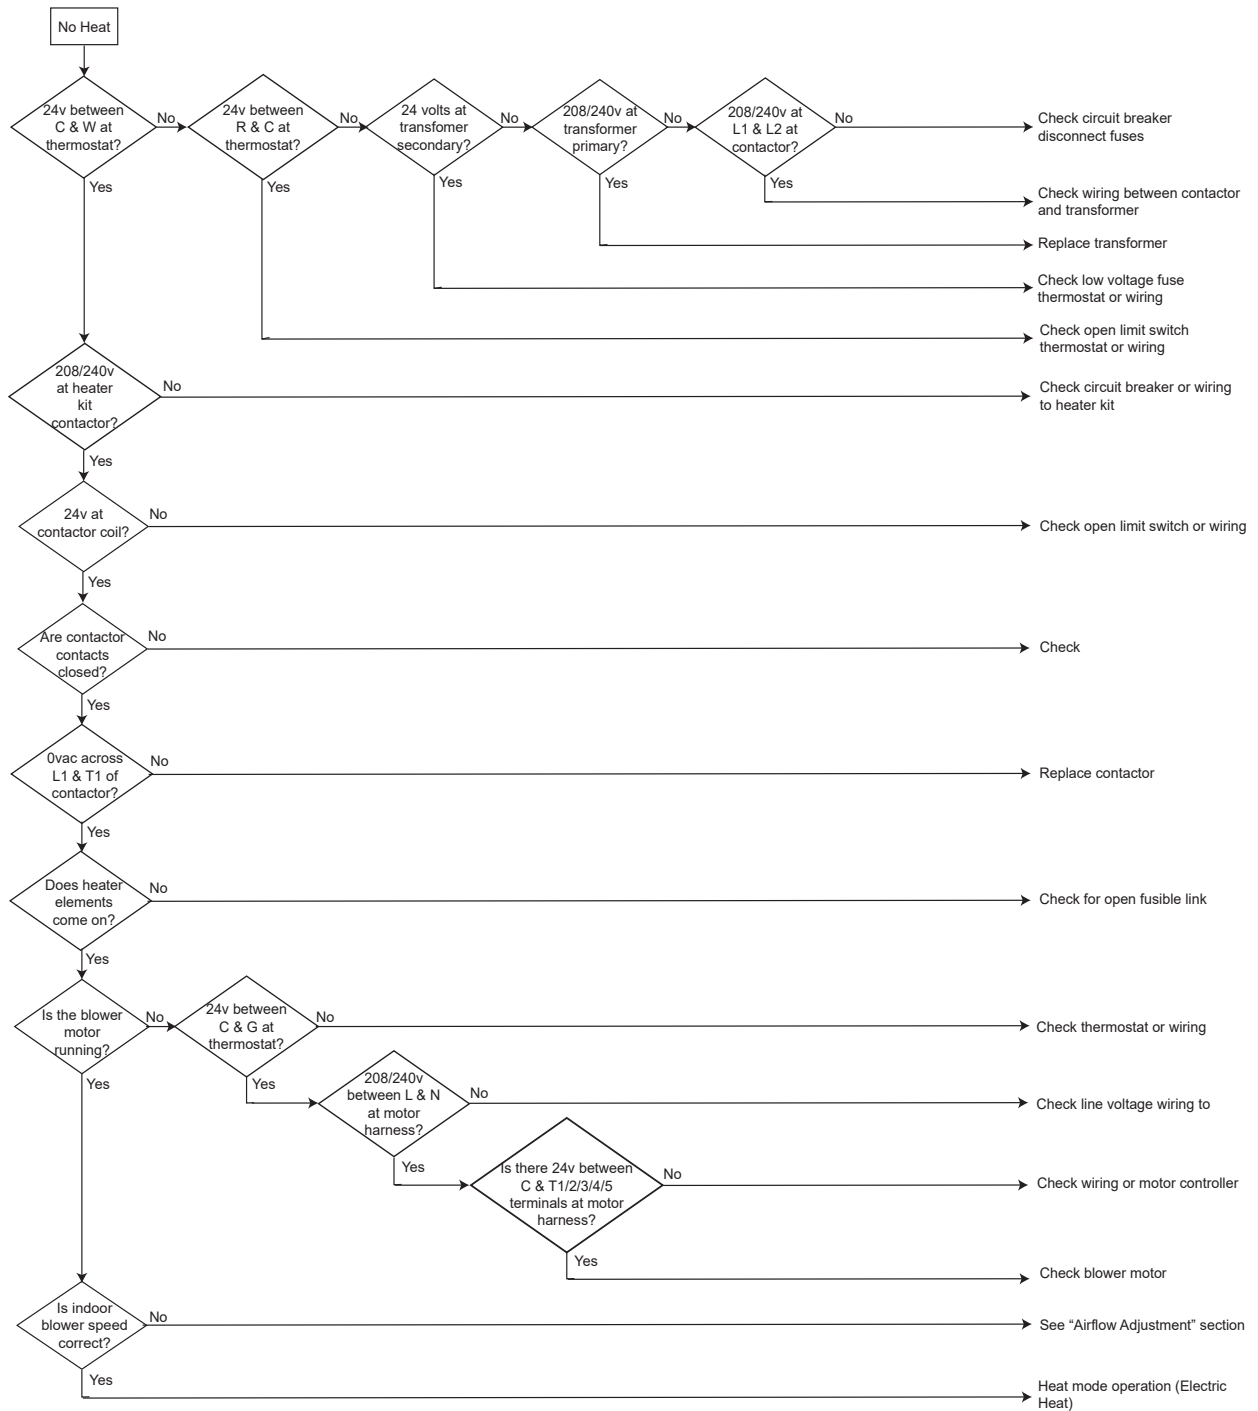 No Heat
24v between
C & W at
thermostat?
No
24v between
R & C at
thermostat?
No
24 volts at
transfomer
secondary?
No
208/240v at
transformer
primary?
No
208/240v at
L1 & L2 at
contactor?
No
Check circuit breaker
disconnect fuses
Yes
Yes
Yes
Yes
Yes
Check wiring between contactor
and transformer
Replace transformer
Check low voltage fuse
thermostat or wiring
Check open limit switch
thermostat or wiring
208/240v
at heater
kit
contactor?
No
Check circuit breaker or wiring
to heater kit
Yes
24v at
contactor coil?
No
Check open limit switch or wiring
Yes
Are contactor
contacts
closed?
No
Check
Yes
0vac across
L1 & T1 of
contactor?
No
Replace contactor
Yes
Does heater
elements
come on?
No
Check for open fusible link
Yes
Is the blower
motor
running?
No
24v between
C & G at
thermostat?
No
Check thermostat or wiring
Yes
Yes
208/240v
between L & N
at motor
harness?
No
Check line voltage wiring to
Yes
Is there 24v between
C & T1/2/3/4/5
terminals at motor
harness?
No
Check wiring or motor controller
Yes
Check blower motor
Is indoor
blower speed
correct?
No
See “Airflow Adjustment” section
Yes
Heat mode operation (Electric
Heat)